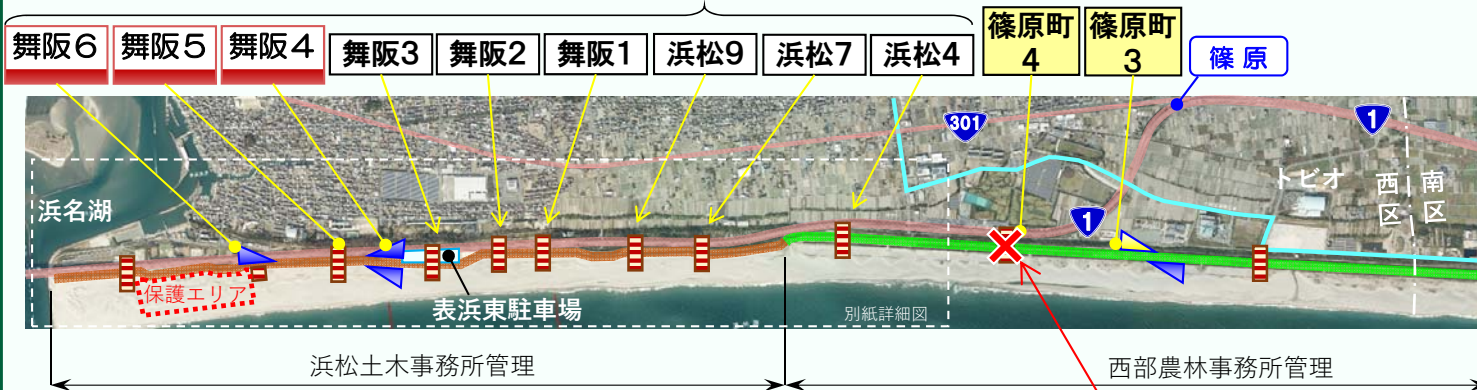 舞阪6
舞阪5
舞阪4
舞阪3
舞阪2
舞阪1
浜松9
浜松7
浜松4
篠原町
4
篠原町
3
篠原
301
1
1
トビオ
西区
南区
浜名湖
保護エリア
表浜東駐車場
別紙詳細図
浜松土木事務所管理
西部農林事務所管理